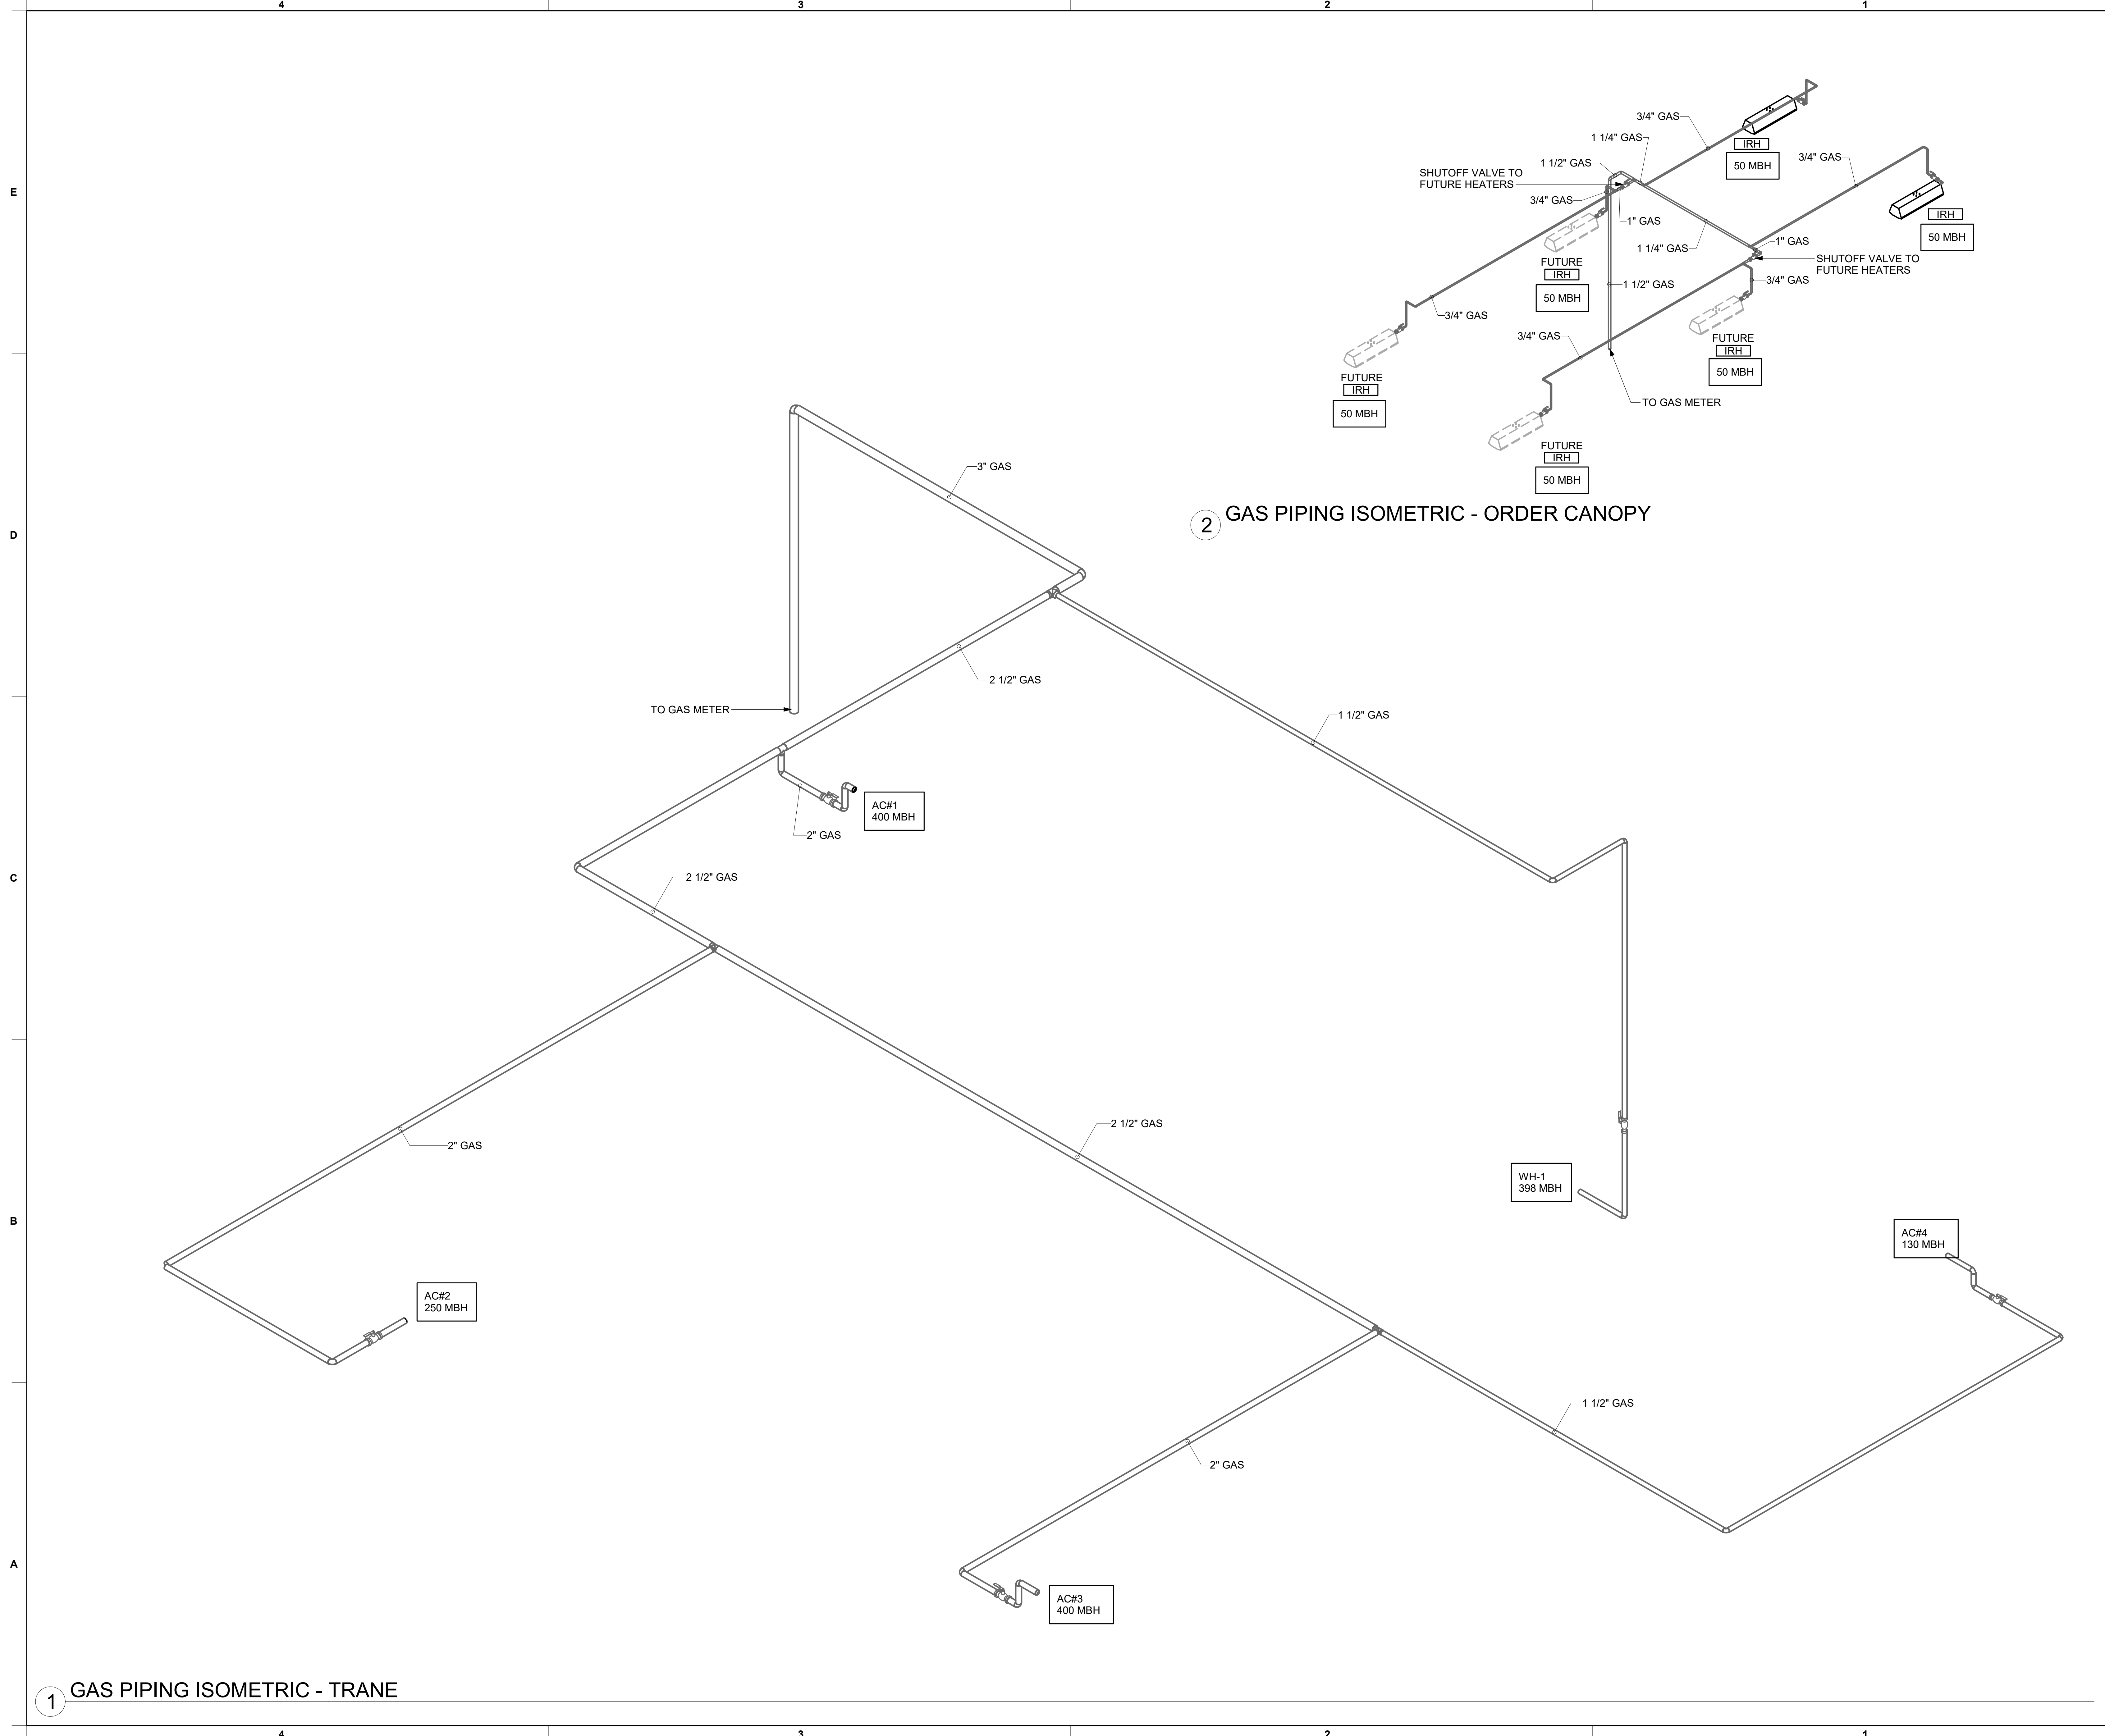 4
3
2
1
E
D
C
B
A
3/4" GAS
IRH
50 MBH
1 1/4" GAS
1 1/2" GAS
3/4" GAS
SHUTOFF VALVE TO
FUTURE HEATERS
3/4" GAS
1" GAS
IRH
50 MBH
1 1/4" GAS
1" GAS
SHUTOFF VALVE TO
FUTURE HEATERS
FUTURE
IRH
50 MBH
1 1/2" GAS
3/4" GAS
3/4" GAS
3/4" GAS
FUTURE
IRH
50 MBH
FUTURE
IRH
50 MBH
TO GAS METER
FUTURE
IRH
50 MBH
2
GAS PIPING ISOMETRIC - ORDER CANOPY
3" GAS
2 1/2" GAS
TO GAS METER
1 1/2" GAS
AC#1
400 MBH
2" GAS
2 1/2" GAS
2" GAS
2 1/2" GAS
WH-1
398 MBH
AC#4
130 MBH
AC#2
250 MBH
1 1/2" GAS
2" GAS
AC#3
400 MBH
1
GAS PIPING ISOMETRIC - TRANE
4
3
2
1